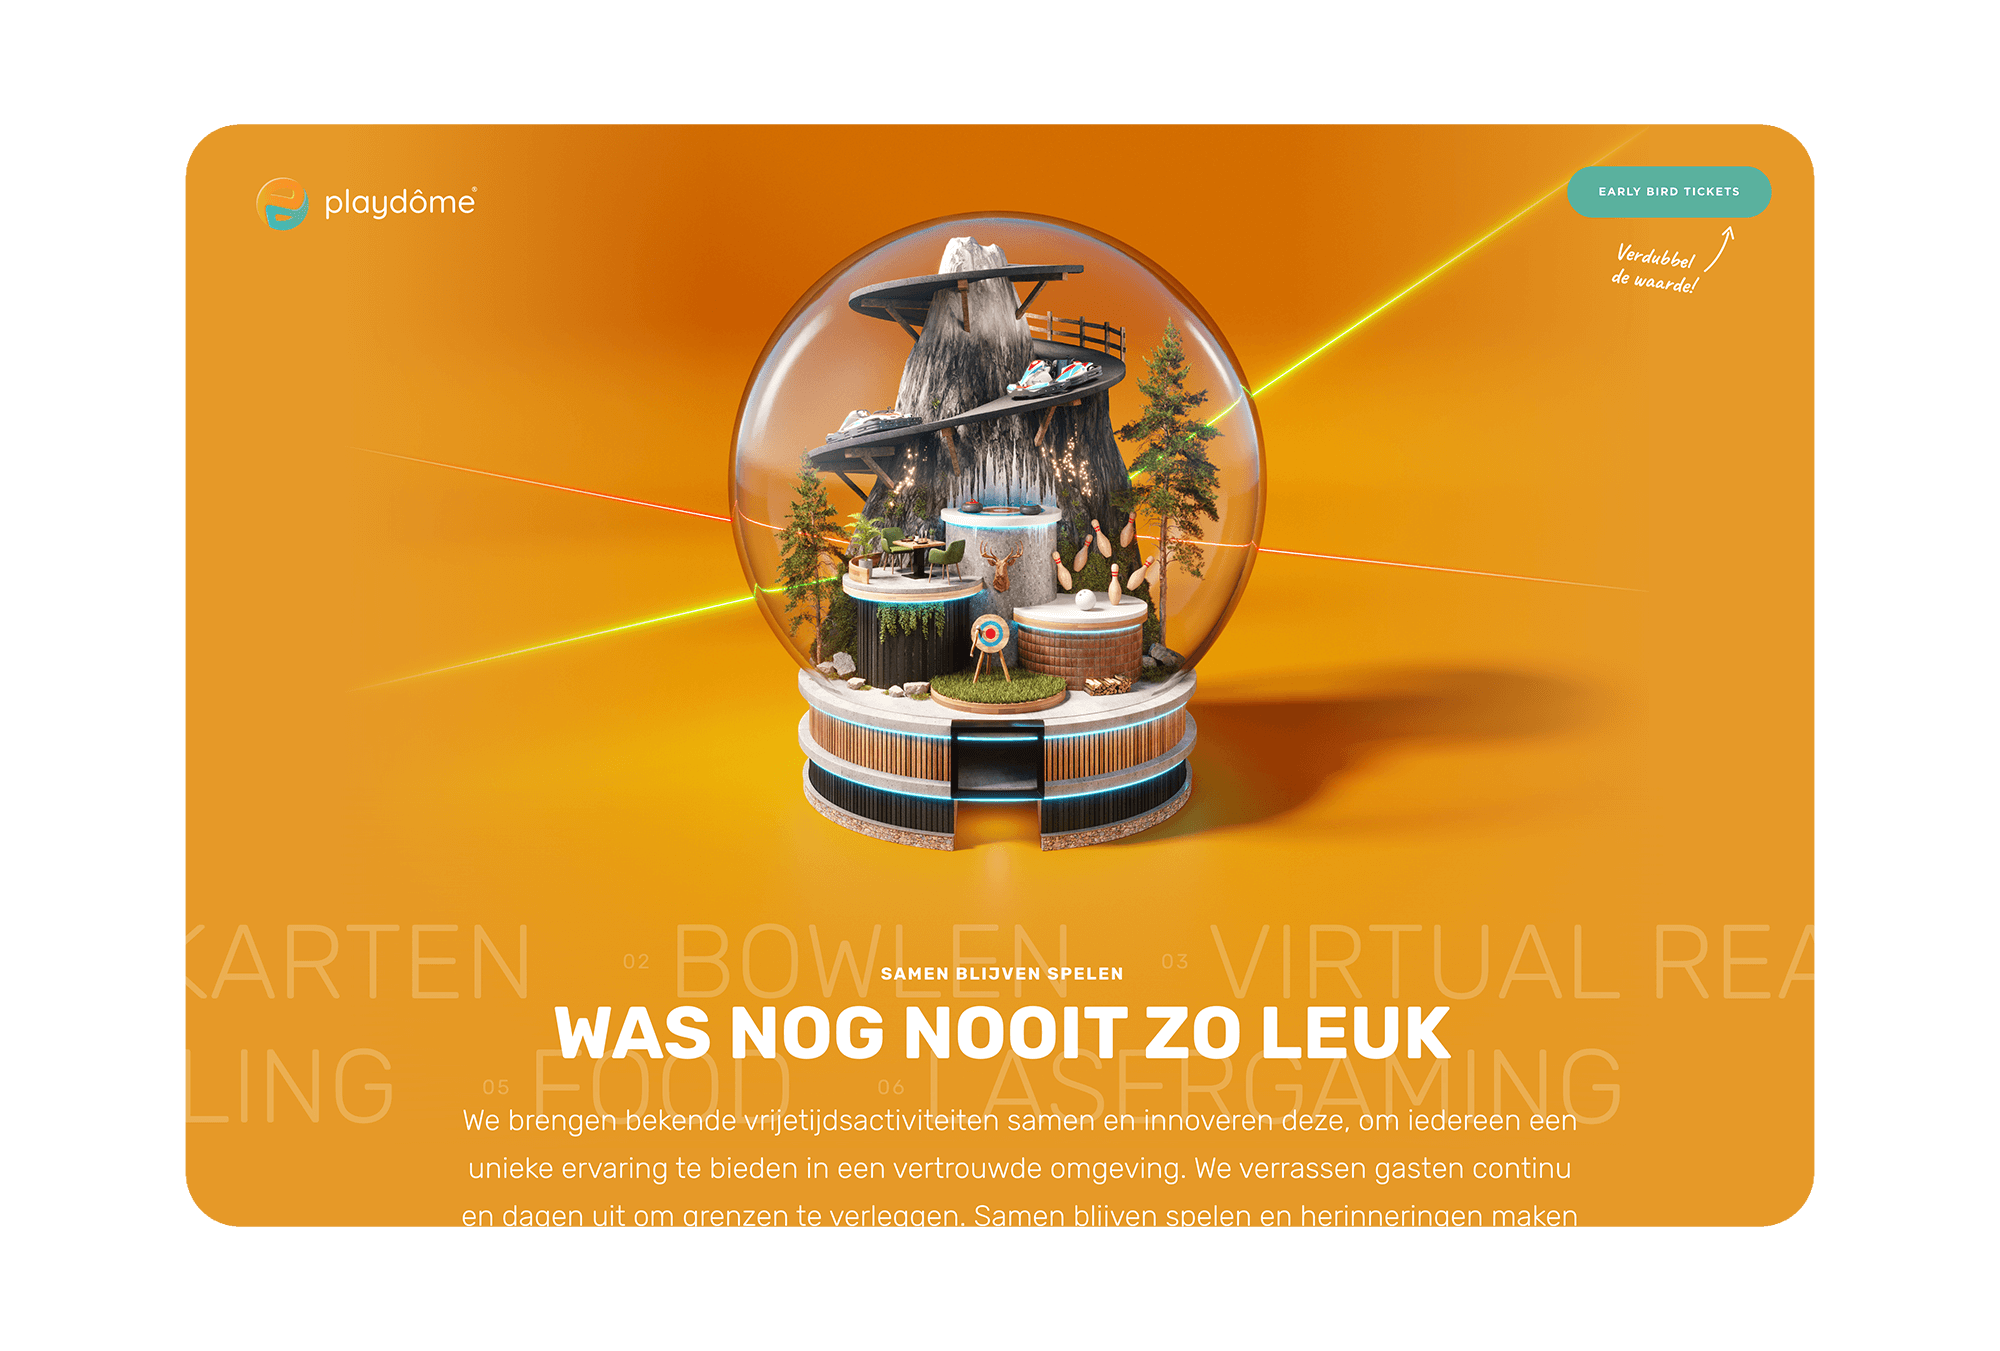 playdôme®
EARLY BIRD TICKETS
Verdubbel
de waarde!
KARTEN 02 BOWLEN 03 VIRTUAL REA
SAMEN BLIJVEN SPELEN
WAS NOG NOOIT ZO LEUK
LING 05 FOOD 06 LASERGAMING
We brengen bekende vrijetijdsactiviteiten samen en innoveren deze, om iedereen een
unieke ervaring te bieden in een vertrouwde omgeving. We verrassen gasten continu
en dagen uit om grenzen te verleggen. Samen blijven spelen en herinneringen maken